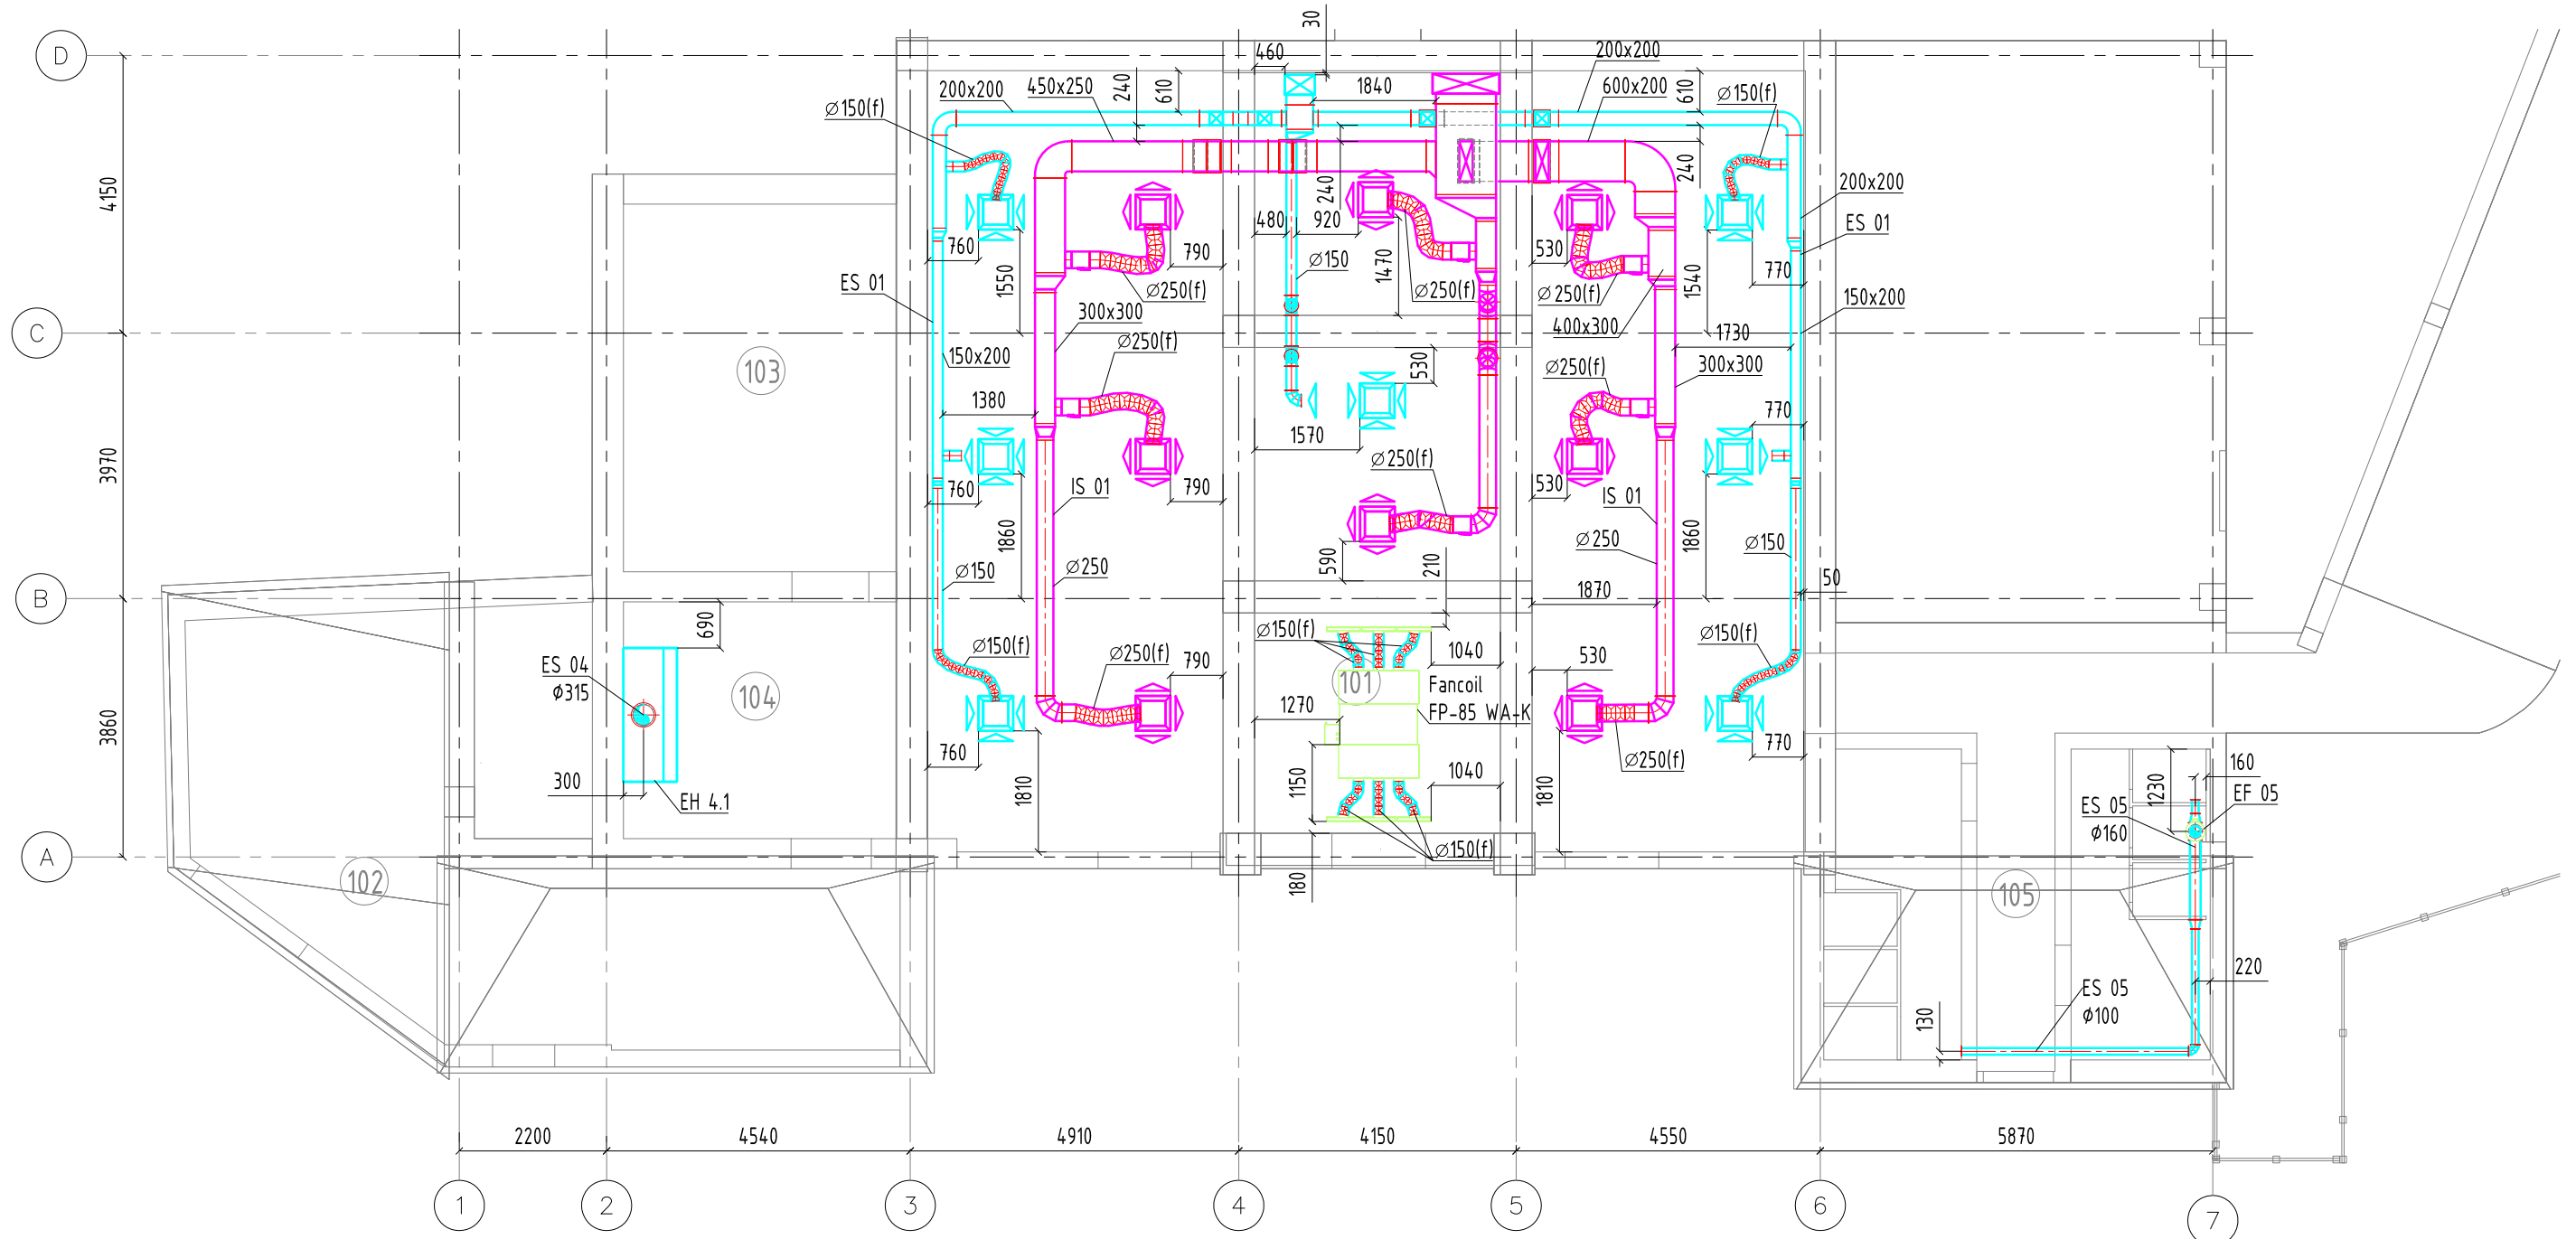 D
30
460
200x200
450x250
200x200
600x200
240
610
1840
610
Ø150(f)
Ø150(f)
4150
240
240
200x200
ES 01
480
920
760
790
530
770
1550
1470
1540
Ø150
ES 01
Ø250(f)
Ø250(f)
Ø250(f)
150x200
C
300x300
400x300
1730
103
150x200
Ø250(f)
530
Ø250(f)
300x300
1380
770
1570
3970
Ø250(f)
760
790
530
IS 01
IS 01
1860
1860
590
210
Ø250
Ø150
Ø150
Ø250
50
B
1870
690
Ø150(f)
Ø150(f)
Ø150(f)
Ø250(f)
790
1040
530
ES 04
Ø315
104
101
Fancoil
FP-85 WA-K
3860
1270
760
770
300
1150
1040
Ø250(f)
160
EH 4.1
1810
1810
1230
EF 05
ES 05
Ø160
A
Ø150(f)
180
102
105
220
ES 05
Ø100
130
2200
4540
4910
4150
4550
5870
1
2
3
4
5
6
7